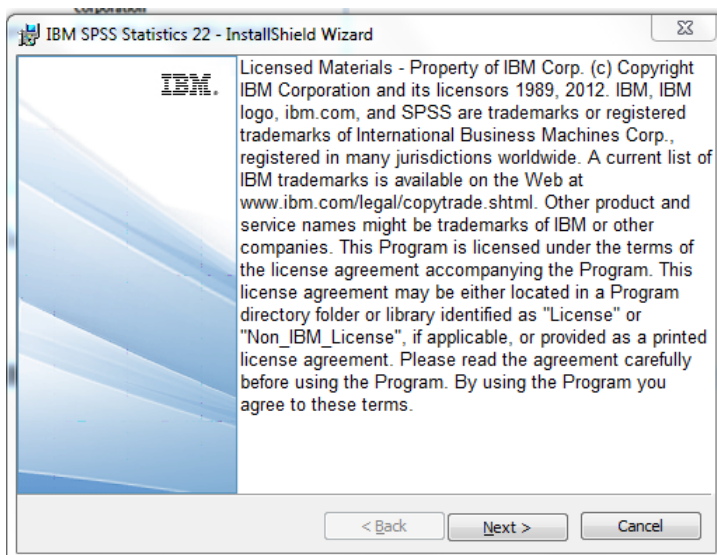 Corporation
IBM SPSS Statistics 22 - InstallShield Wizard
IBM.
Licensed Materials - Property of IBM Corp. (c) Copyright
IBM Corporation and its licensors 1989, 2012. IBM, IBM
logo, ibm.com, and SPSS are trademarks or registered
trademarks of International Business Machines Corp.,
registered in many jurisdictions worldwide. A current list of
IBM trademarks is available on the Web at
www.ibm.com/legal/copytrade.shtml. Other product and
service names might be trademarks of IBM or other
companies. This Program is licensed under the terms of
the license agreement accompanying the Program. This
license agreement may be either located in a Program
directory folder or library identified as "License" or
"Non_IBM_License", if applicable, or provided as a printed
license agreement. Please read the agreement carefully
before using the Program. By using the Program you
agree to these terms.
< Back
Next >
Cancel